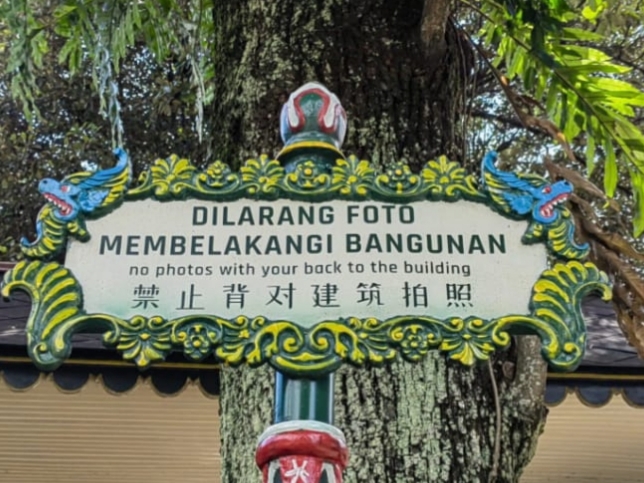 DILARANG FOTO
MEMBELAKANGI BANGUNAN
no photos with your back to the building
禁止背对建筑拍照